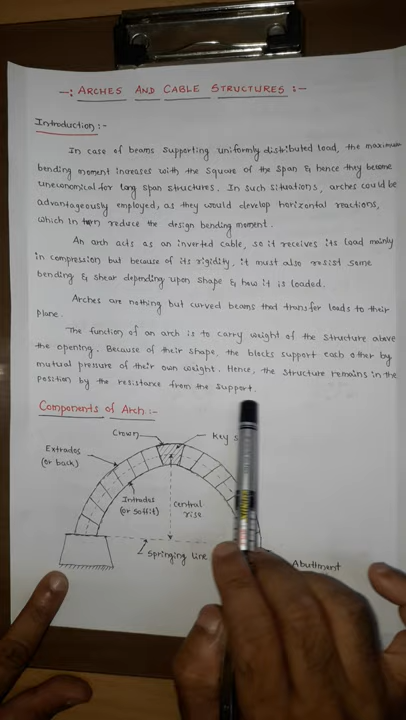 -: ARCHES AND CABLE STRUCTURES :-
Introduction:-
In case of beams supporting uniformly distributed load, the maximum
bending moment increases with the square of the span & hence they become
uneconomical for long span structures. In such situations, arches could be
advantageously employed, as they would develop horizontal reactions,
which in turn reduce the design bending moment.
An arch acts as an inverted cable, so it receives its load mainly
in compression but because of its rigidity, it must also resist some
bending & shear depending upon shape & how it is loaded.
Arches are nothing but curved beams that transfer loads to their
plane.
The function of an arch is to carry weight of the structure above
the opening. Because of their shape, the blocks support each other by
mutual pressure of their own weight. Hence, the structure remains in the
position by the resistance from the support.
Components of Arch:-
Crown
Key s
Extrados
(or back)
Intrados
(or soffit)
central
rise
Springing line
Abutment